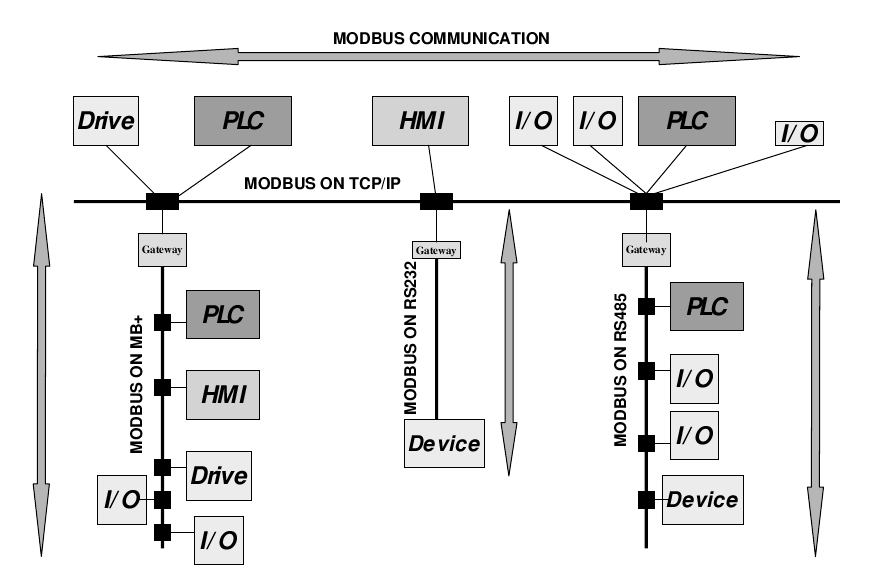 MODBUS COMMUNICATION
Drive
PLC
HMI
I/O
I/O
PLC
I/O
MODBUS ON TCP/IP
Gateway
Gateway
Gateway
MODBUS ON MB+
PLC
HMI
Drive
I/O
I/O
MODBUS ON RS232
Device
MODBUS ON RS485
PLC
I/O
I/O
Device